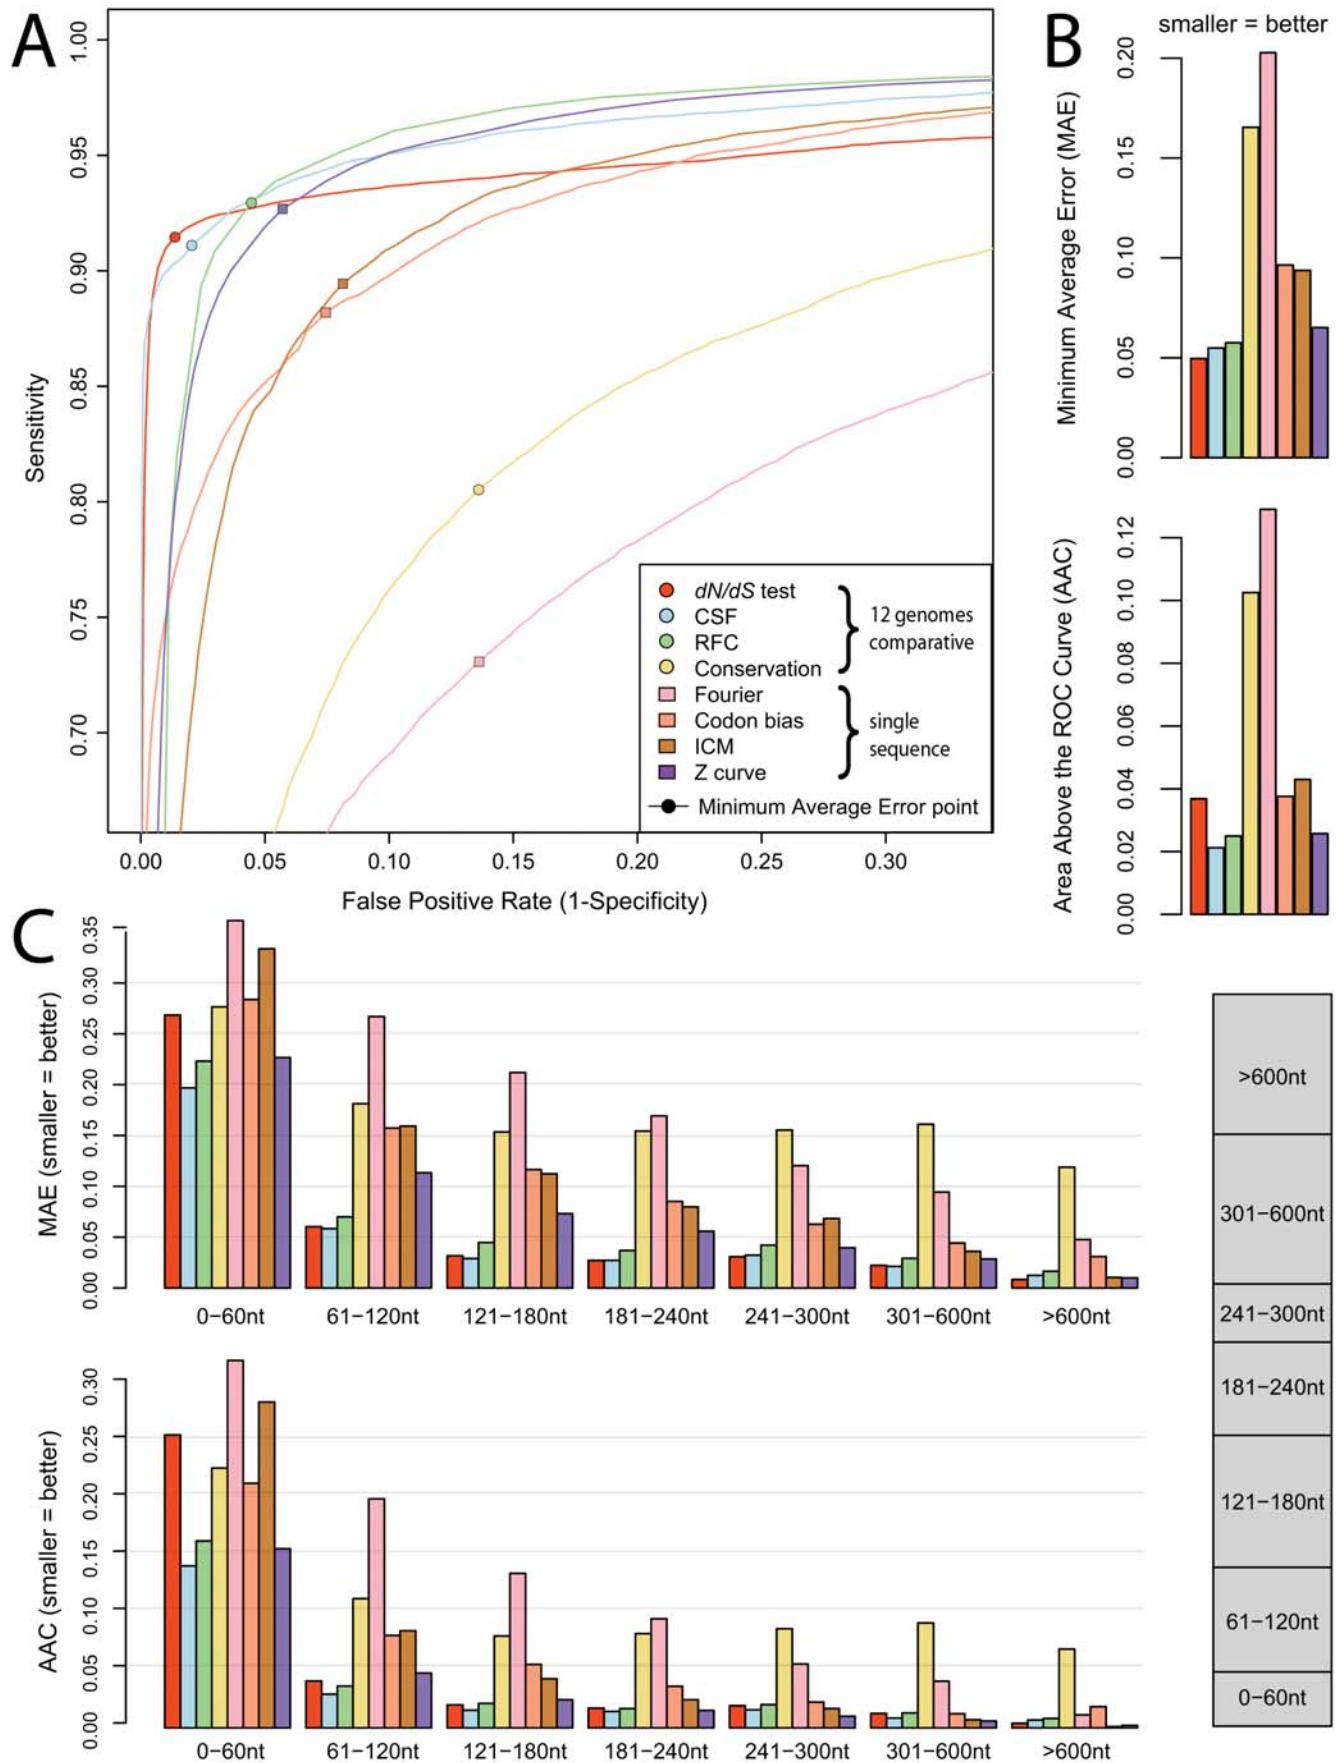 A
1.00
0.95
0.90
0.85
0.80
0.75
0.70
Sensitivity
0.00 0.05 0.10 0.15 0.20 0.25 0.30
False Positive Rate (1-Specificity)
dN/dS test
CSF
RFC
Conservation
12 genomes
comparative
Fourier
Codon bias
ICM
Z curve
single
sequence
Minimum Average Error point
B
smaller = better
0.20
0.15
0.10
0.05
0.00
Minimum Average Error (MAE)
0.12
0.10
0.08
0.06
0.04
0.02
0.00
Area Above the ROC Curve (AAC)
C
0.35
0.30
0.25
0.20
0.15
0.10
0.05
0.00
MAE (smaller = better)
0−60nt 61−120nt 121−180nt 181−240nt 241−300nt 301−600nt >600nt
0.30
0.25
0.20
0.15
0.10
0.05
0.00
AAC (smaller = better)
0−60nt 61−120nt 121−180nt 181−240nt 241−300nt 301−600nt >600nt
>600nt
301−600nt
241−300nt
181−240nt
121−180nt
61−120nt
0−60nt